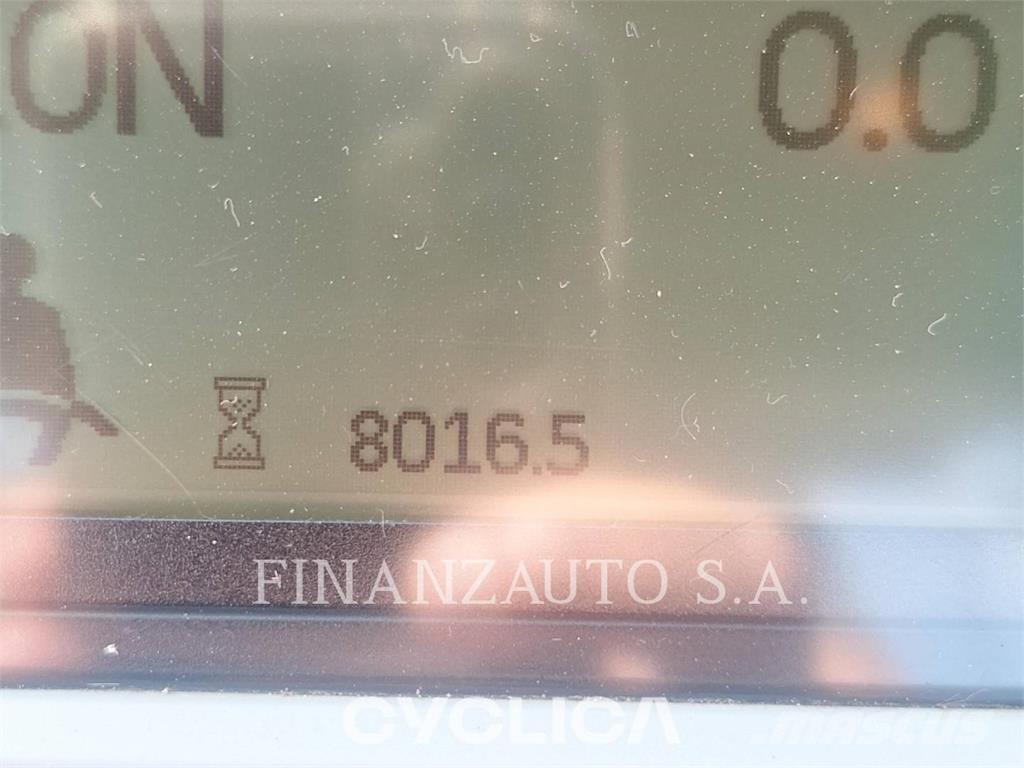 ON 0.0
8016.5
FINANZAUTO S.A.
CYCLICA
MASCUS